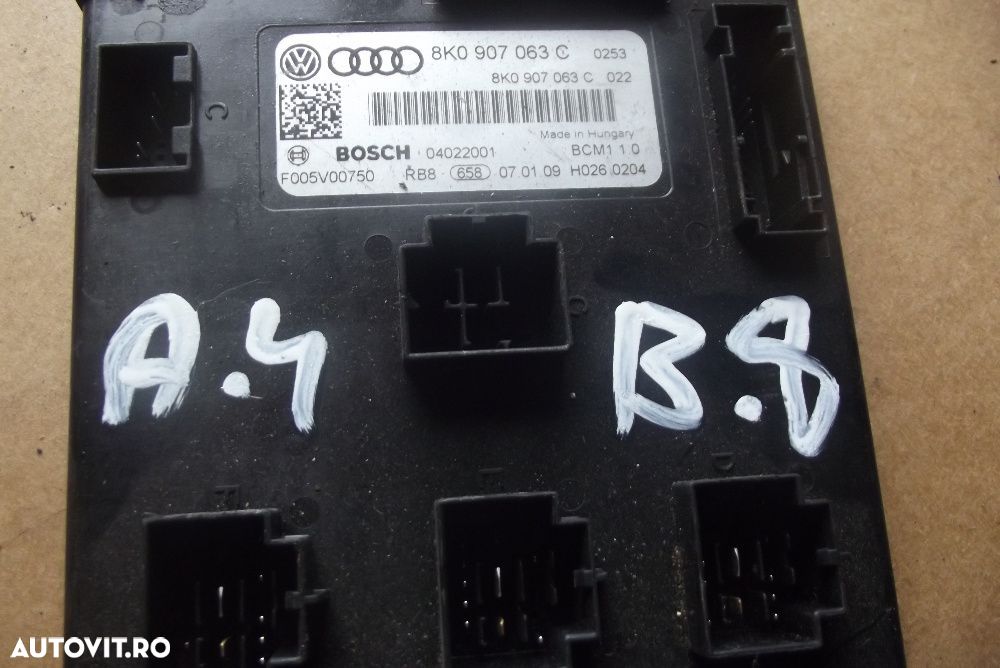 8K0 907 063 C 0253
8K0 907 063 C 022
Made in Hungary
BOSCH 04022001 BCM1 1.0
F005V00750 RB8 658 07.01.09 H026 0204
C
G
A.4 B.8
D
AUTOVIT.RO